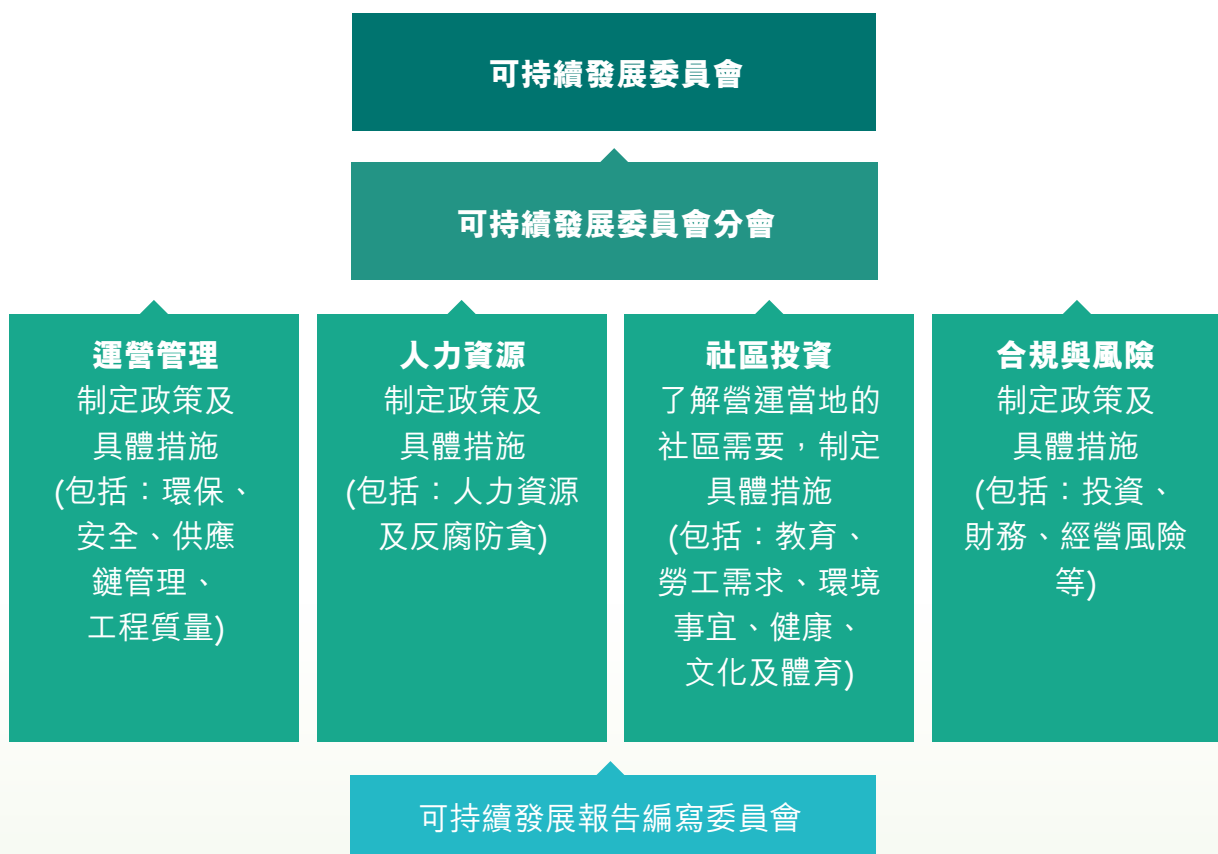 可持續發展委員會
可持續發展委員會分會
運營管理
制定政策及
具體措施
(包括：環保、
安全、供應
鏈管理、
工程質量)
人力資源
制定政策及
具體措施
(包括：人力資源
及反腐防貪)
社區投資
了解營運當地的
社區需要，制定
具體措施
(包括：教育、
勞工需求、環境
事宜、健康、
文化及體育)
合規與風險
制定政策及
具體措施
(包括：投資、
財務、經營風險
等)
可持續發展報告編寫委員會